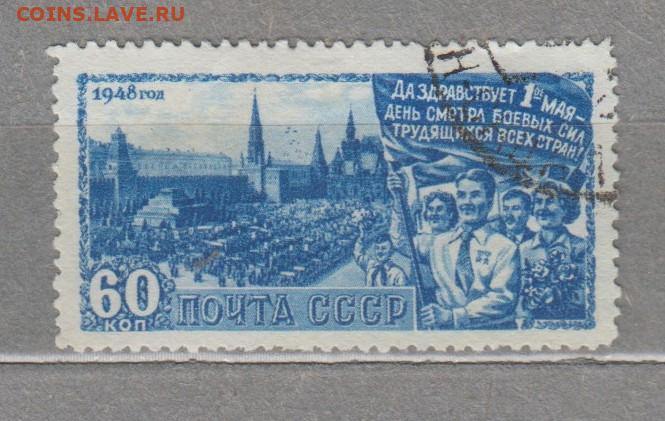 COINS.LAVE.RU
1948 год
ДА ЗДРАВСТВУЕТ 1ОЕ МАЯ-
ДЕНЬ СМОТРА БОЕВЫХ СИЛ
ТРУДЯЩИХСЯ ВСЕХ СТРАН!
60
КОП
ПОЧТА СССР